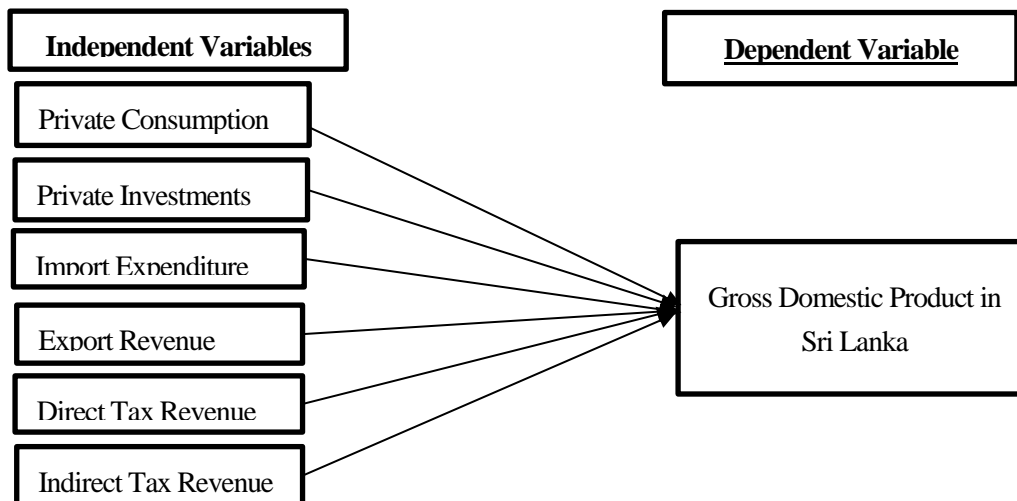 Independent Variables
Dependent Variable
Private Consumption
Private Investments
Import Expenditure
Export Revenue
Direct Tax Revenue
Indirect Tax Revenue
Gross Domestic Product in
Sri Lanka